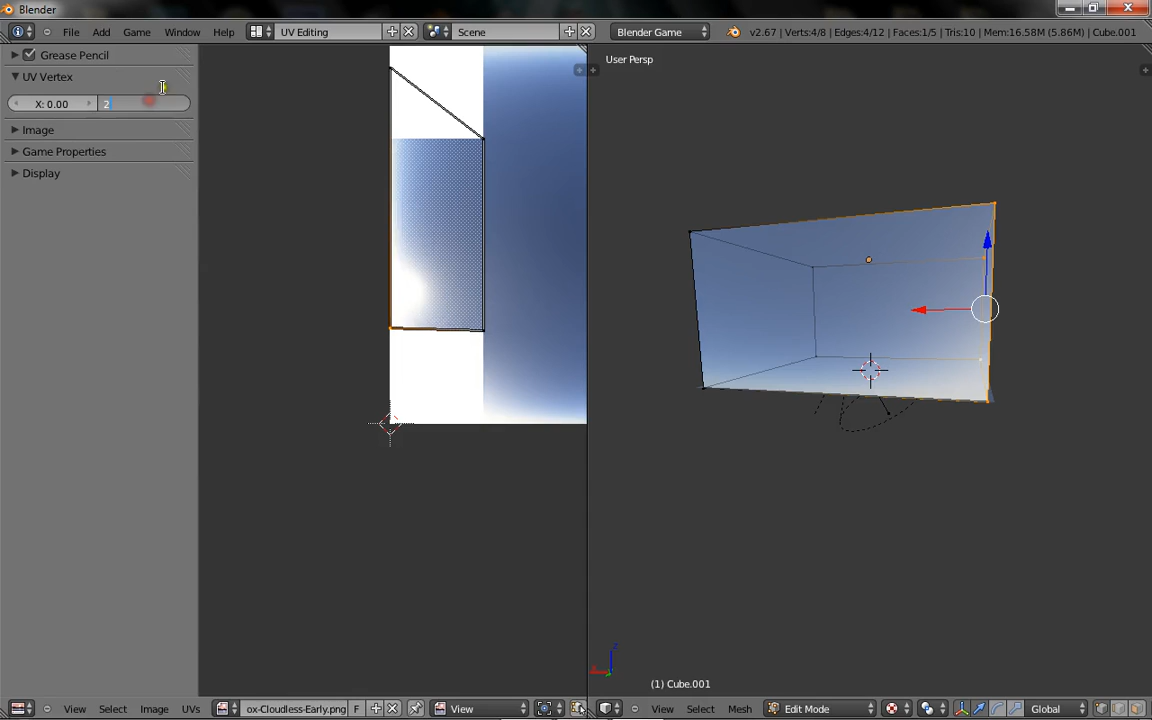 Blender
File Add Game Window Help UV Editing Scene Blender Game v2.67 | Verts:4/8 | Edges:4/12 | Faces:1/5 | Tris:10 | Mem:16.58M (5.86M) | Cube.001
Grease Pencil
User Persp
UV Vertex
X: 0.00 2
Image
Game Properties
Display
z
x
(1) Cube.001
View Select Image UVs ox-Cloudless-Early.png F View View Select Mesh Edit Mode Global